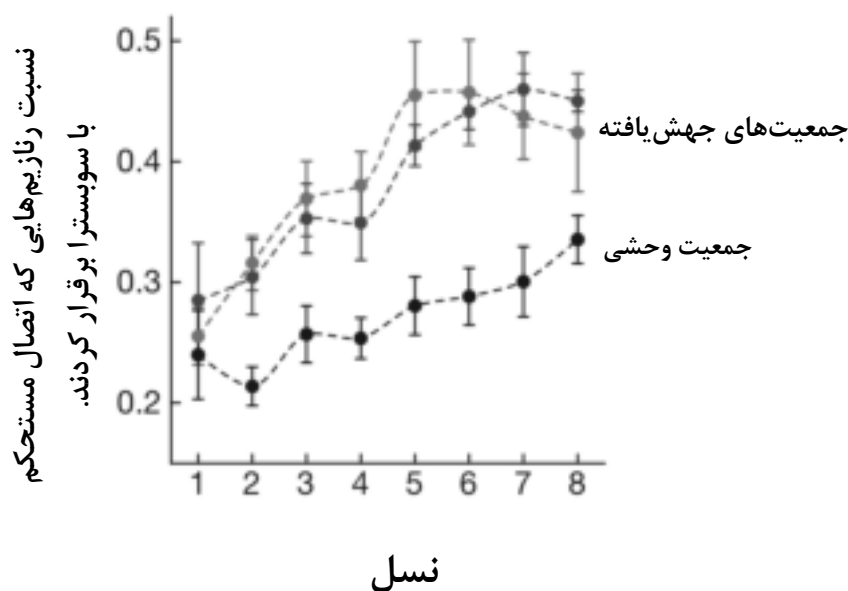 نسبت رنازیم‌هایی که اتصال مستحکم
با سوبسترا برقرار کردند.
0.5
0.4
0.3
0.2
جمعیت‌های جهش‌یافته
جمعیت وحشی
1 2 3 4 5 6 7 8
نسل